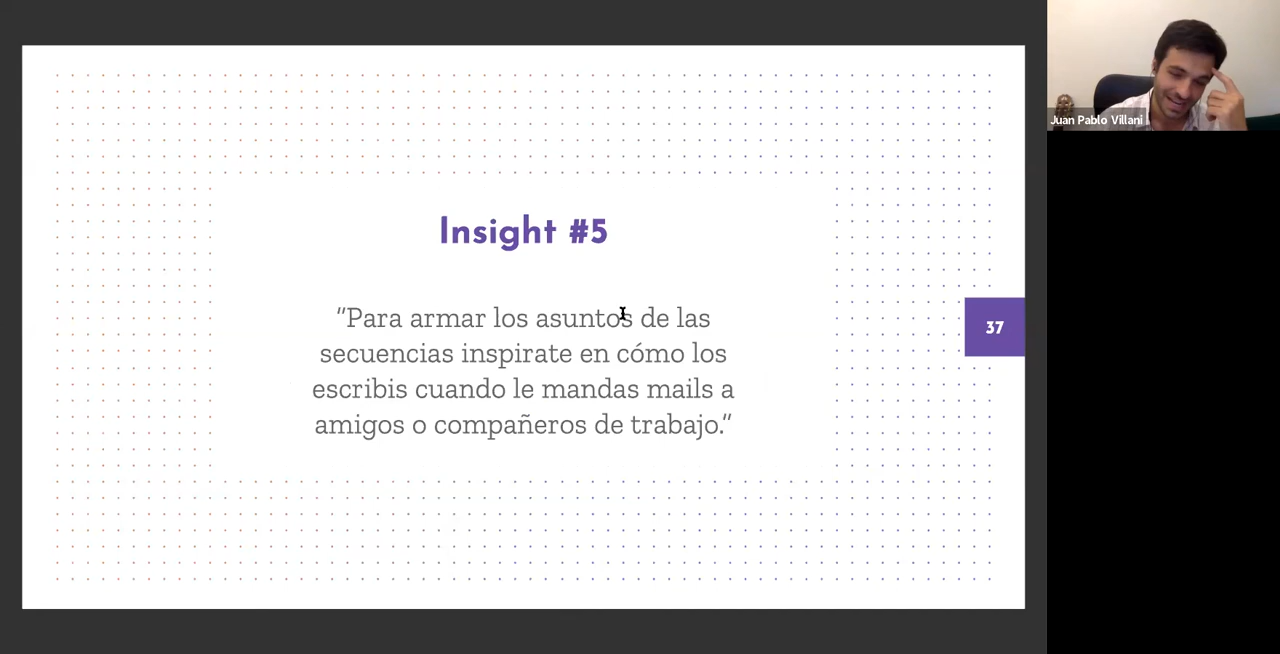 Insight #5
“Para armar los asuntos de las
secuencias inspirate en cómo los
escribis cuando le mandas mails a
amigos o compañeros de trabajo.”
37
Juan Pablo Villani